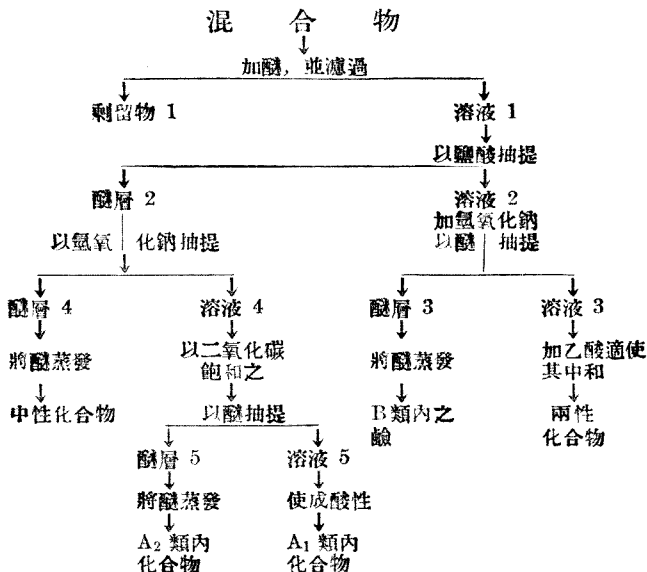 混合物
加醚，並濾過
剩留物 1 溶液 1
以鹽酸抽提
醚層 2 溶液 2
加氫氧化鈉
以氫氧化鈉抽提 以醚抽提
醚層 4 溶液 4 醚層 3 溶液 3
將醚蒸發 以二氧化碳 將醚蒸發 加乙酸適使
飽和之 其中和
中性化合物 以醚抽提 B類內之 兩性
鹼 化合物
醚層 5 溶液 5
將醚蒸發 使成酸性
A₂ 類內 A₁ 類內
化合物 化合物